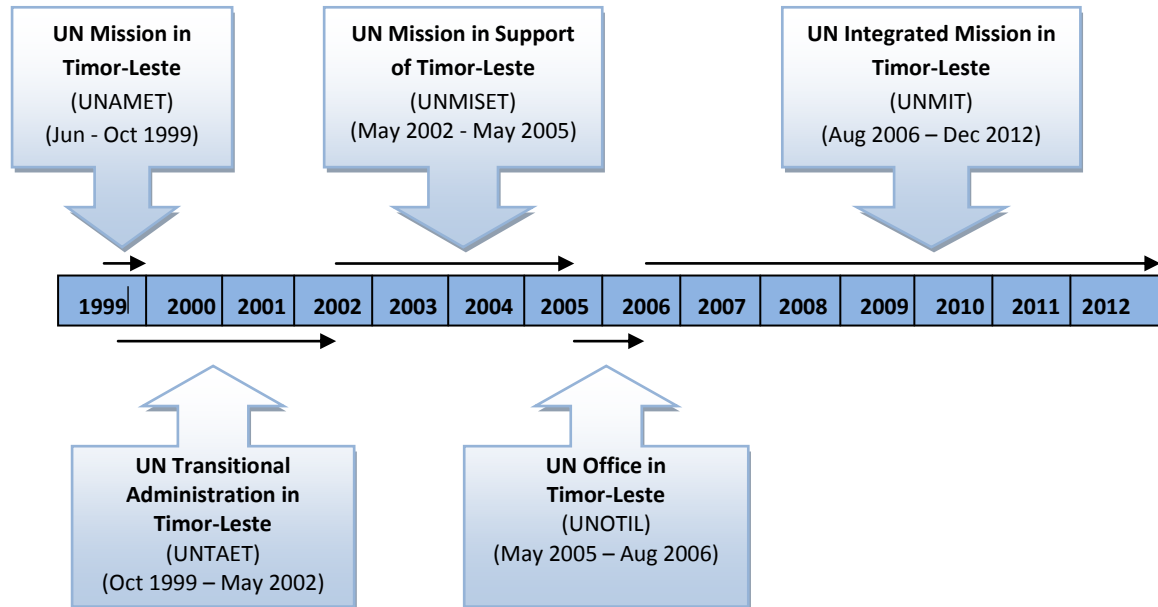 UN Mission in
Timor-Leste
(UNAMET)
(Jun - Oct 1999)
UN Mission in Support
of Timor-Leste
(UNMISET)
(May 2002 - May 2005)
UN Integrated Mission in
Timor-Leste
(UNMIT)
(Aug 2006 – Dec 2012)
1999 2000 2001 2002 2003 2004 2005 2006 2007 2008 2009 2010 2011 2012
UN Transitional
Administration in
Timor-Leste
(UNTAET)
(Oct 1999 – May 2002)
UN Office in
Timor-Leste
(UNOTIL)
(May 2005 – Aug 2006)